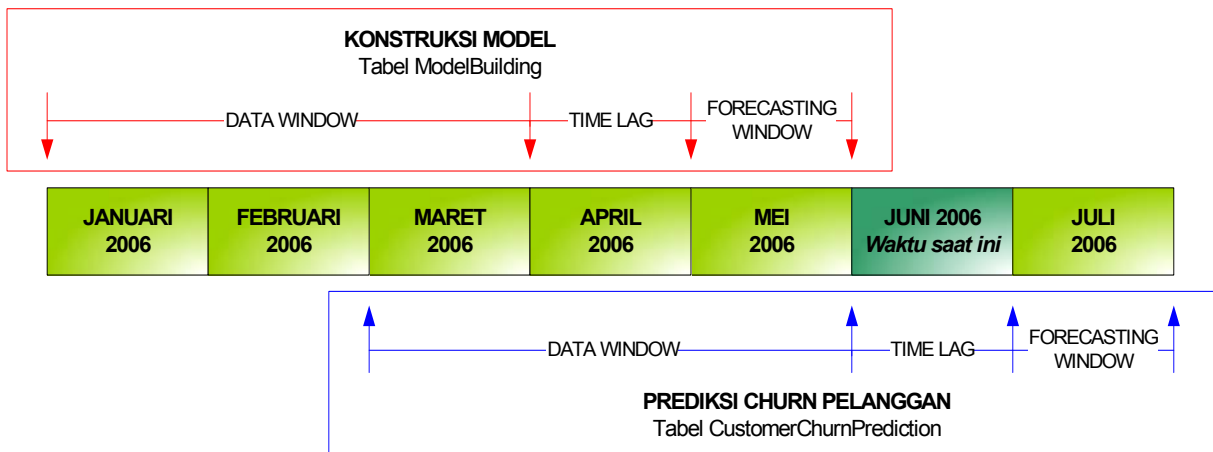 KONSTRUKSI MODEL
Tabel ModelBuilding
DATA WINDOW
TIME LAG
FORECASTING
WINDOW
JANUARI
2006
FEBRUARI
2006
MARET
2006
APRIL
2006
MEI
2006
JUNI 2006
Waktu saat ini
JULI
2006
DATA WINDOW
TIME LAG
FORECASTING
WINDOW
PREDIKSI CHURN PELANGGAN
Tabel CustomerChurnPrediction